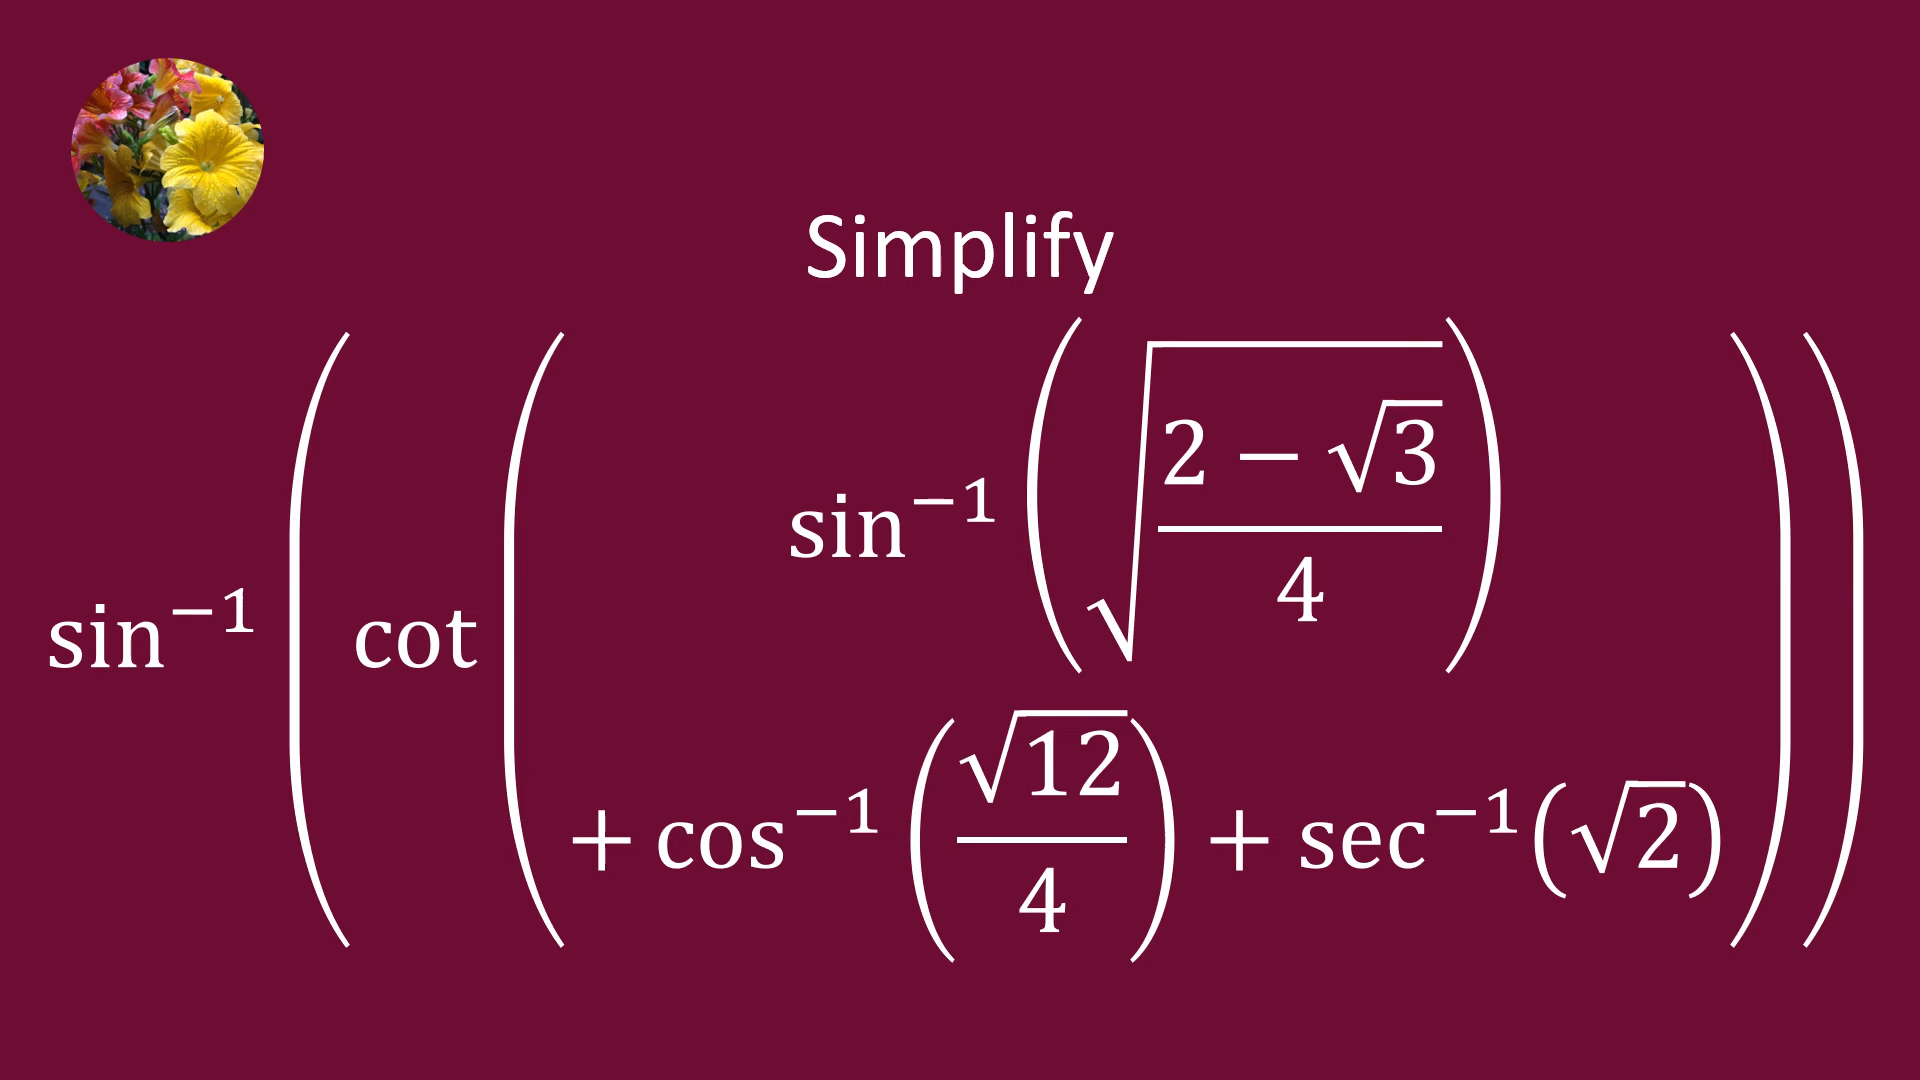 Simplify
sin⁻¹(cot(sin⁻¹(√((2 − √3)/4))
+ cos⁻¹(√12/4) + sec⁻¹(√2)))